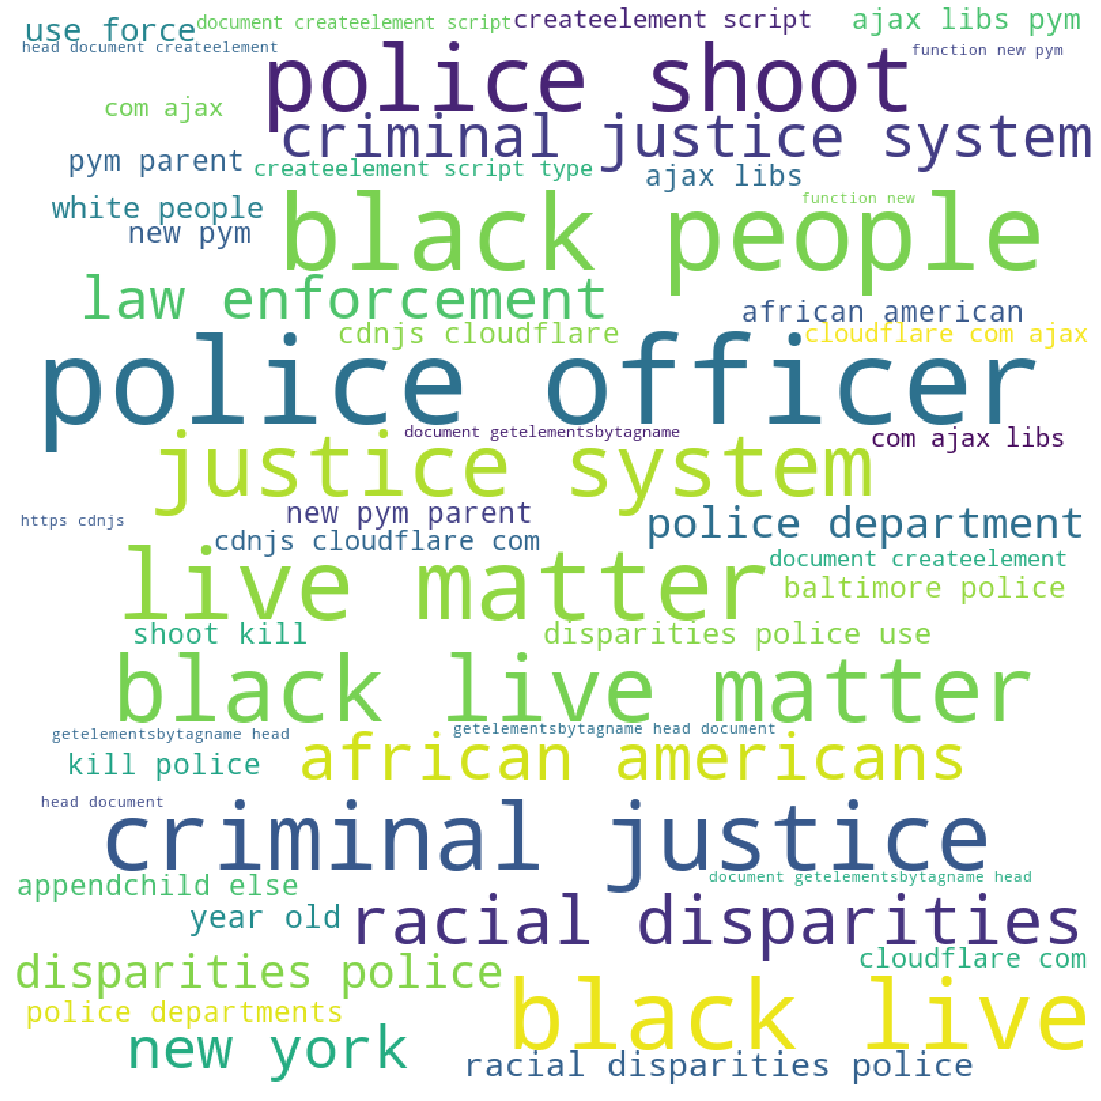 use force
document createelement script
createelement script
ajax libs pym
head document createelement
police shoot
function new pym
com ajax
criminal justice system
pym parent
createelement script type
ajax libs
white people
black people
function new
new pym
law enforcement
african american
cdnjs cloudflare
cloudflare com ajax
police officer
document getelementsbytagname
com ajax libs
justice system
https cdnjs
new pym parent
police department
cdnjs cloudflare com
live matter
document createelement
baltimore police
shoot kill
disparities police use
black live matter
getelementsbytagname head
getelementsbytagname head document
kill police
african americans
head document
criminal justice
appendchild else
document getelementsbytagname head
year old
racial disparities
disparities police
cloudflare com
police departments
black live
new york
racial disparities police